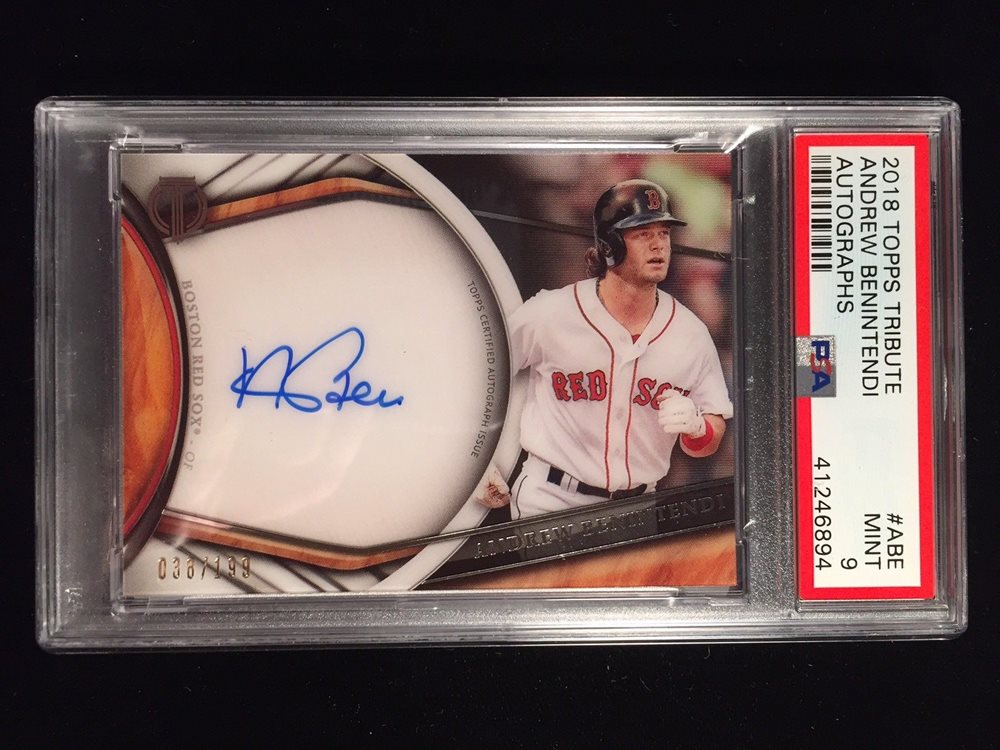 BOSTON RED SOX® - OF
TOPPS CERTIFIED AUTOGRAPH ISSUE
B
RED SOX
ANDREW BENINTENDI
038/199
2018 TOPPS TRIBUTE
ANDREW BENINTENDI
AUTOGRAPHS
#ABE
MINT
9
PSA
41246894